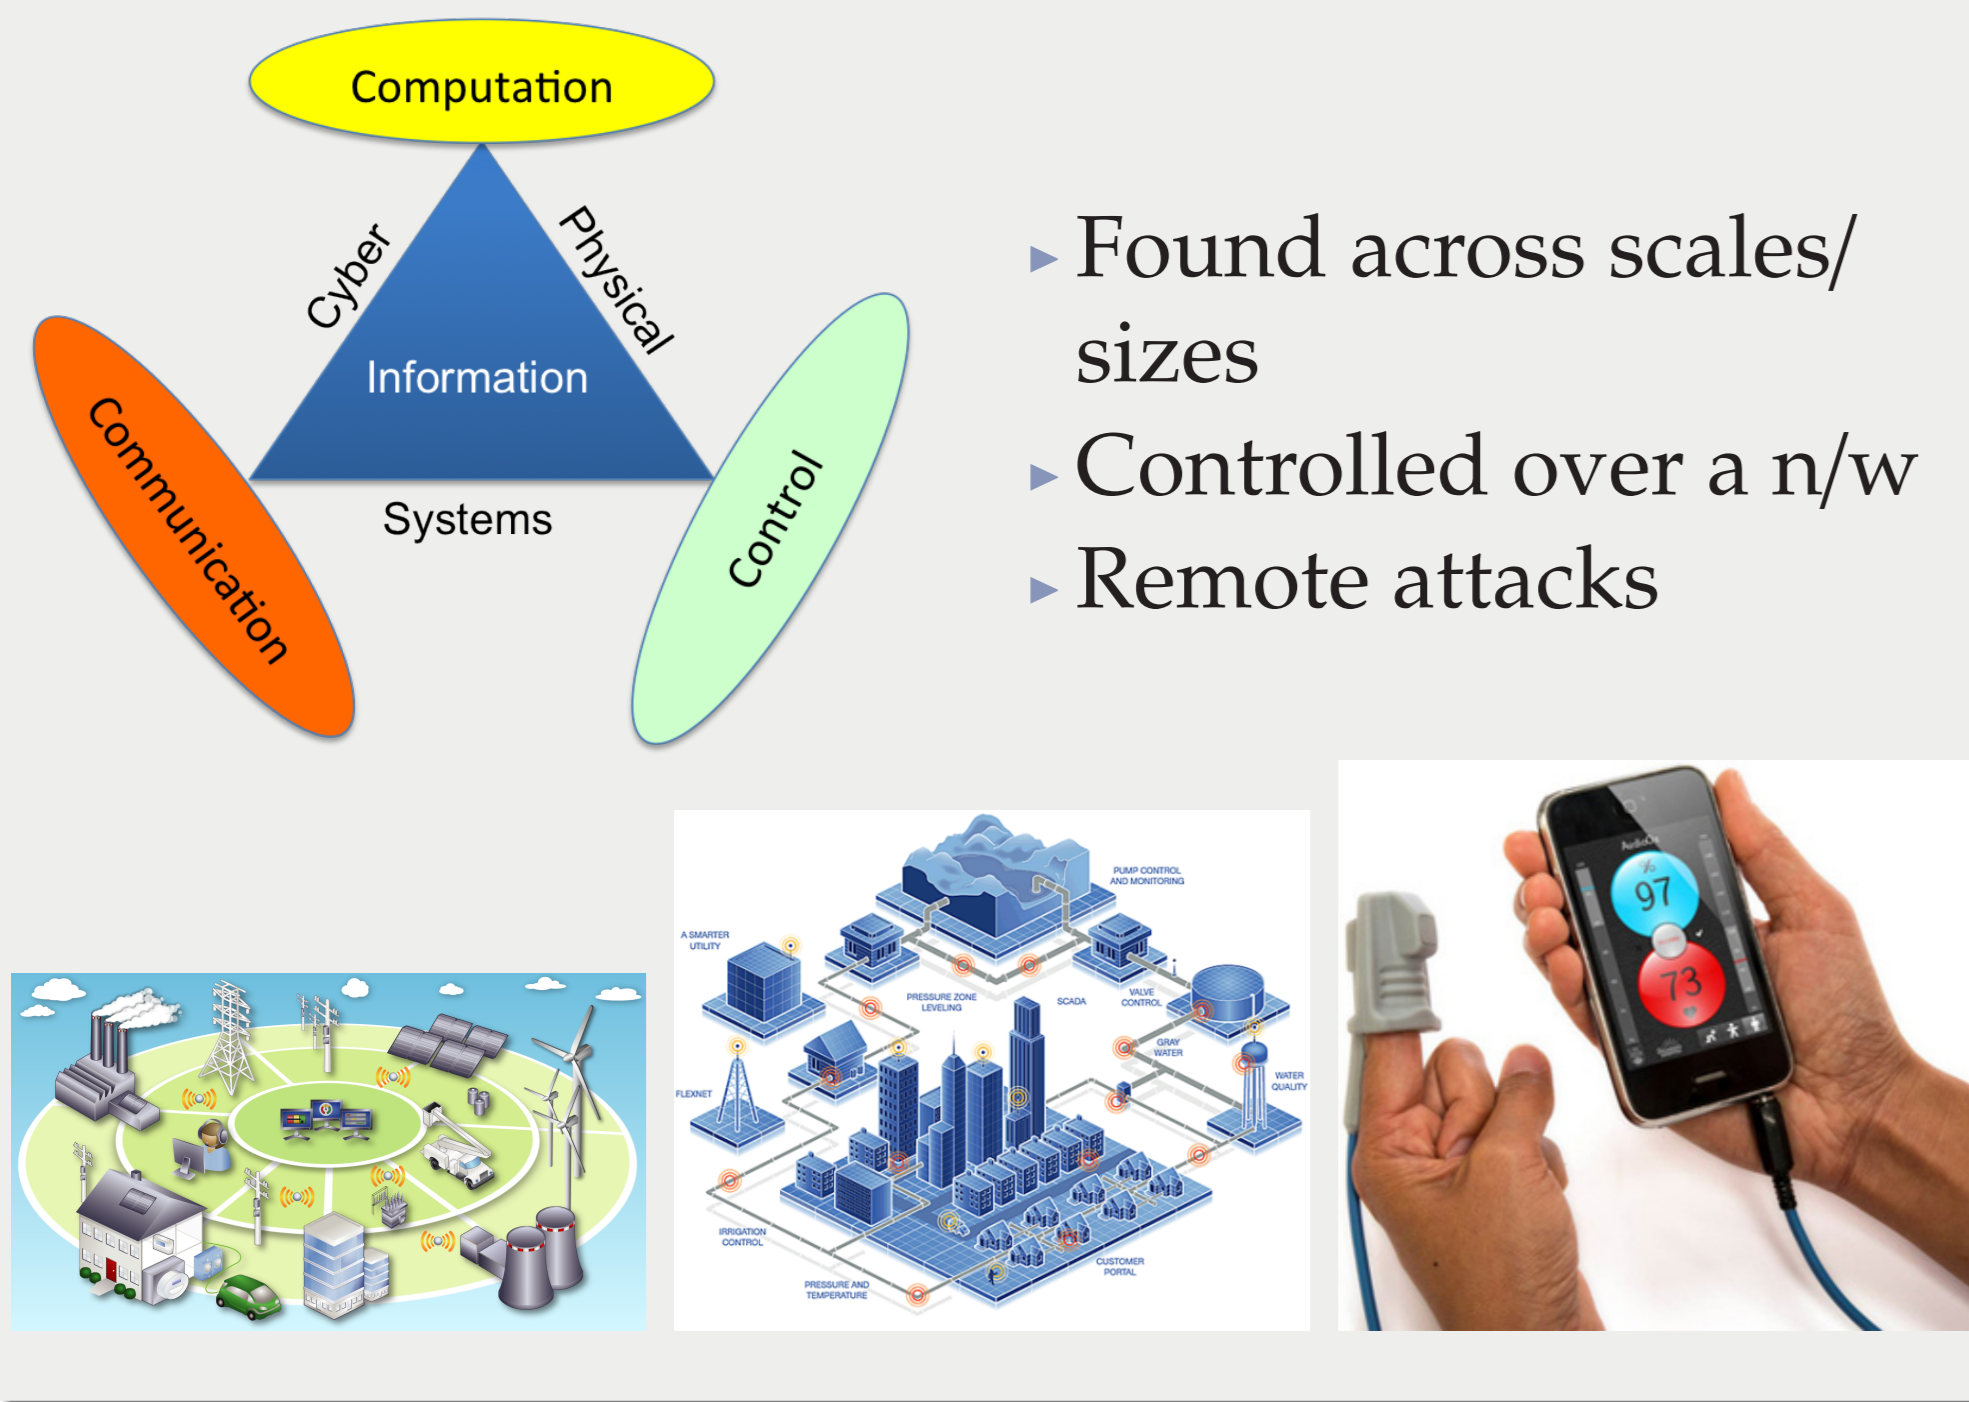 Computation
Cyber
Physical
Information
Communication
Control
Systems
► Found across scales/
sizes
► Controlled over a n/w
► Remote attacks
PUMP CONTROL
AND MONITORING
A SMARTER
UTILITY
PRESSURE ZONE
LEVELING
SCADA
VALVE
CONTROL
GRAY
WATER
WATER
QUALITY
FLEXNET
IRRIGATION
CONTROL
CUSTOMER
PORTAL
PRESSURE AND
TEMPERATURE
AudioOx
%
97
73